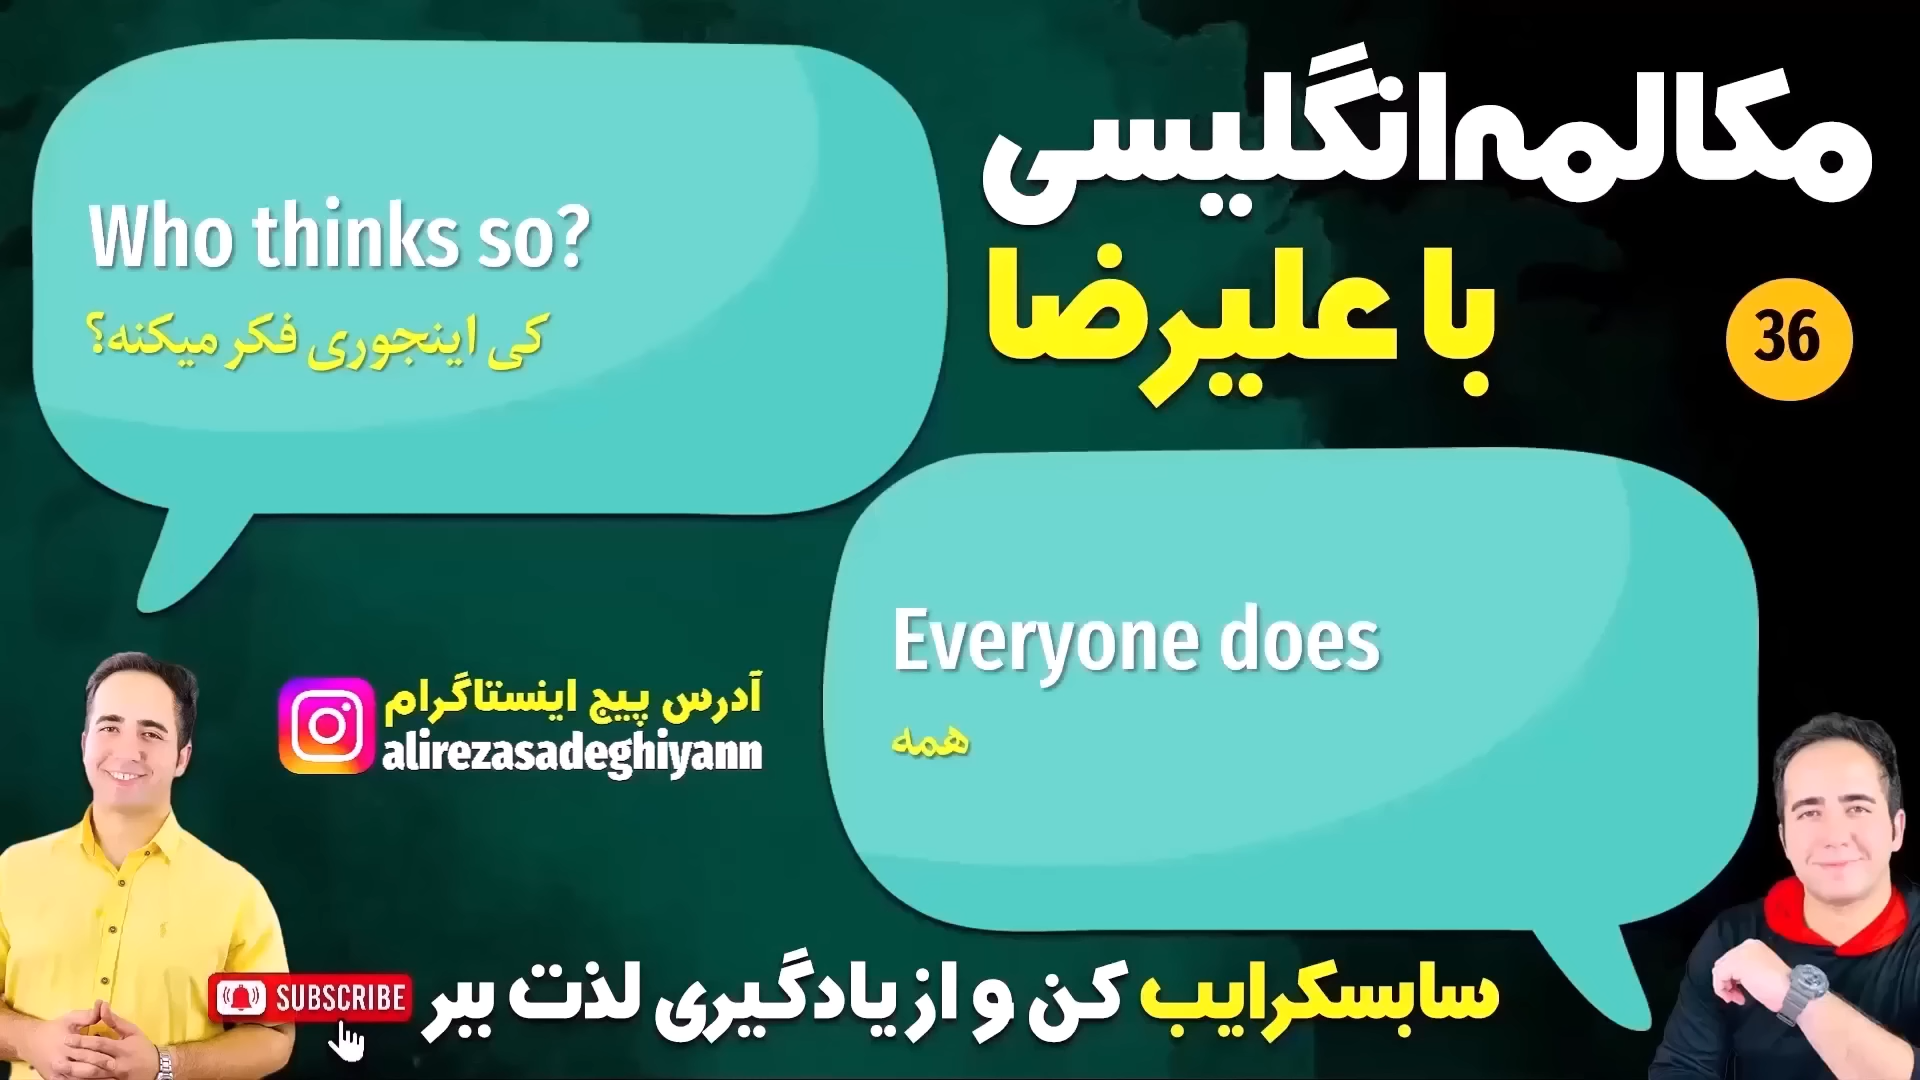 مکالمه انگلیسی
با علیرضا
36
Who thinks so?
کی اینجوری فکر میکنه؟
Everyone does
همه
آدرس پیج اینستاگرام
alirezasadeghiyann
سابسکرایب کن و از یادگیری لذت ببر
SUBSCRIBE